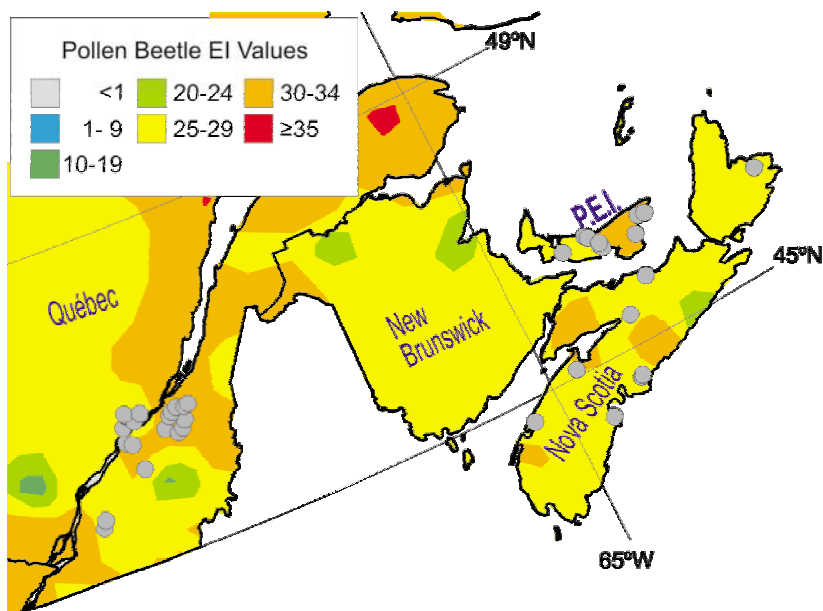 Pollen Beetle EI Values
<1 20-24 30-34
1- 9 25-29 ≥35
10-19
49ºN
P.E.I.
45ºN
Québec
New
Brunswick
Nova Scotia
65ºW